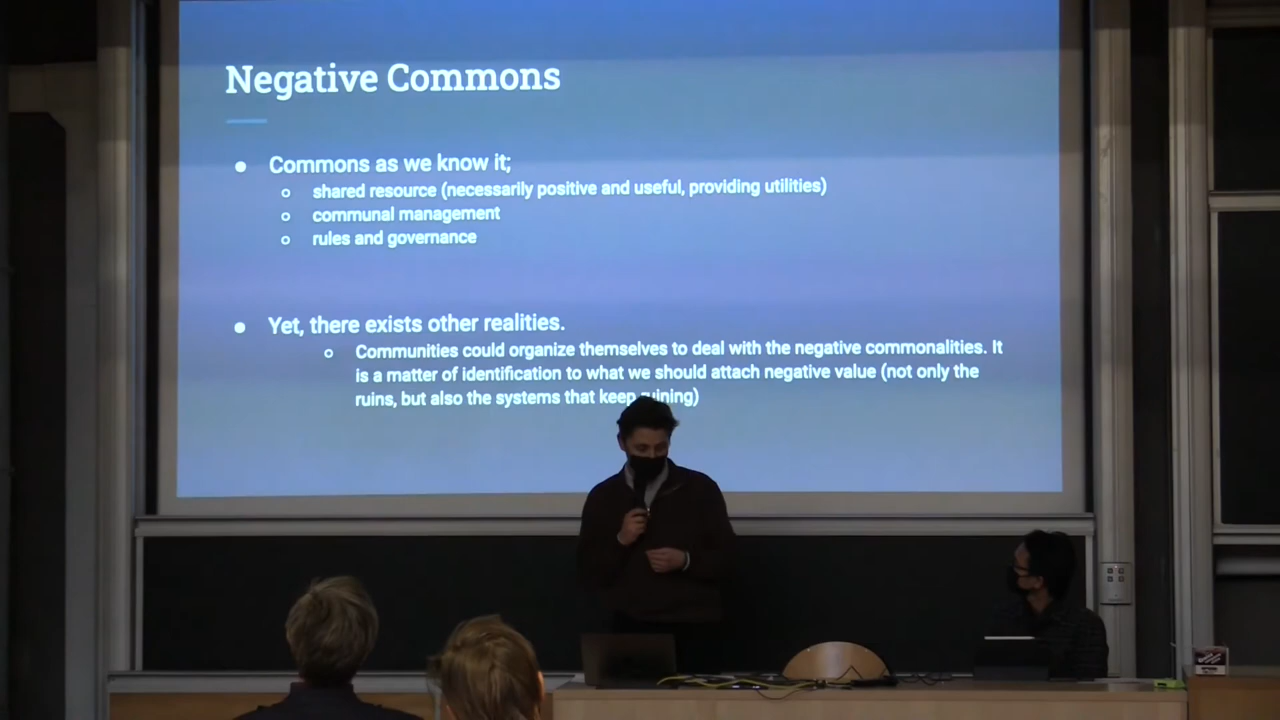 Negative Commons
Commons as we know it;
shared resource (necessarily positive and useful, providing utilities)
communal management
rules and governance
Yet, there exists other realities.
Communities could organize themselves to deal with the negative commonalities. It
is a matter of identification to what we should attach negative value (not only the
ruins, but also the systems that keep ruining)